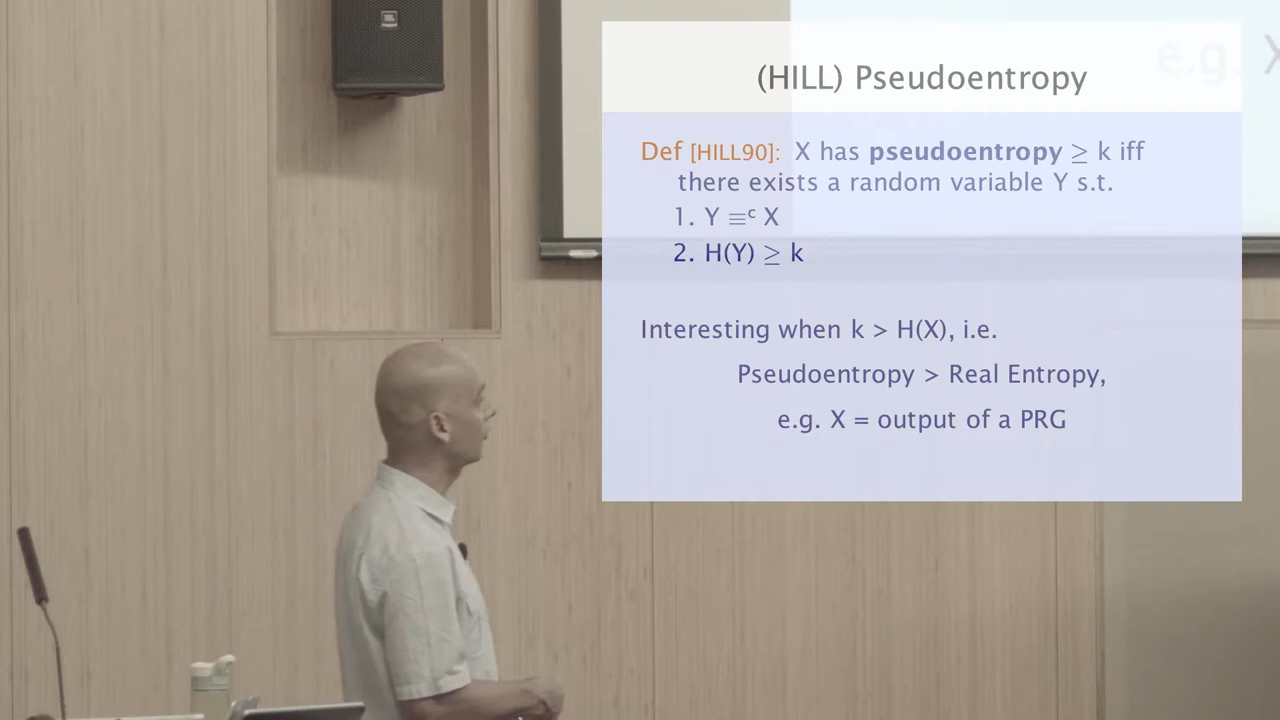 JBL
e.g. X
(HILL) Pseudoentropy
Def [HILL90]: X has pseudoentropy ≥ k iff
there exists a random variable Y s.t.
1. Y ≡ᶜ X
2. H(Y) ≥ k
Interesting when k > H(X), i.e.
Pseudoentropy > Real Entropy,
e.g. X = output of a PRG